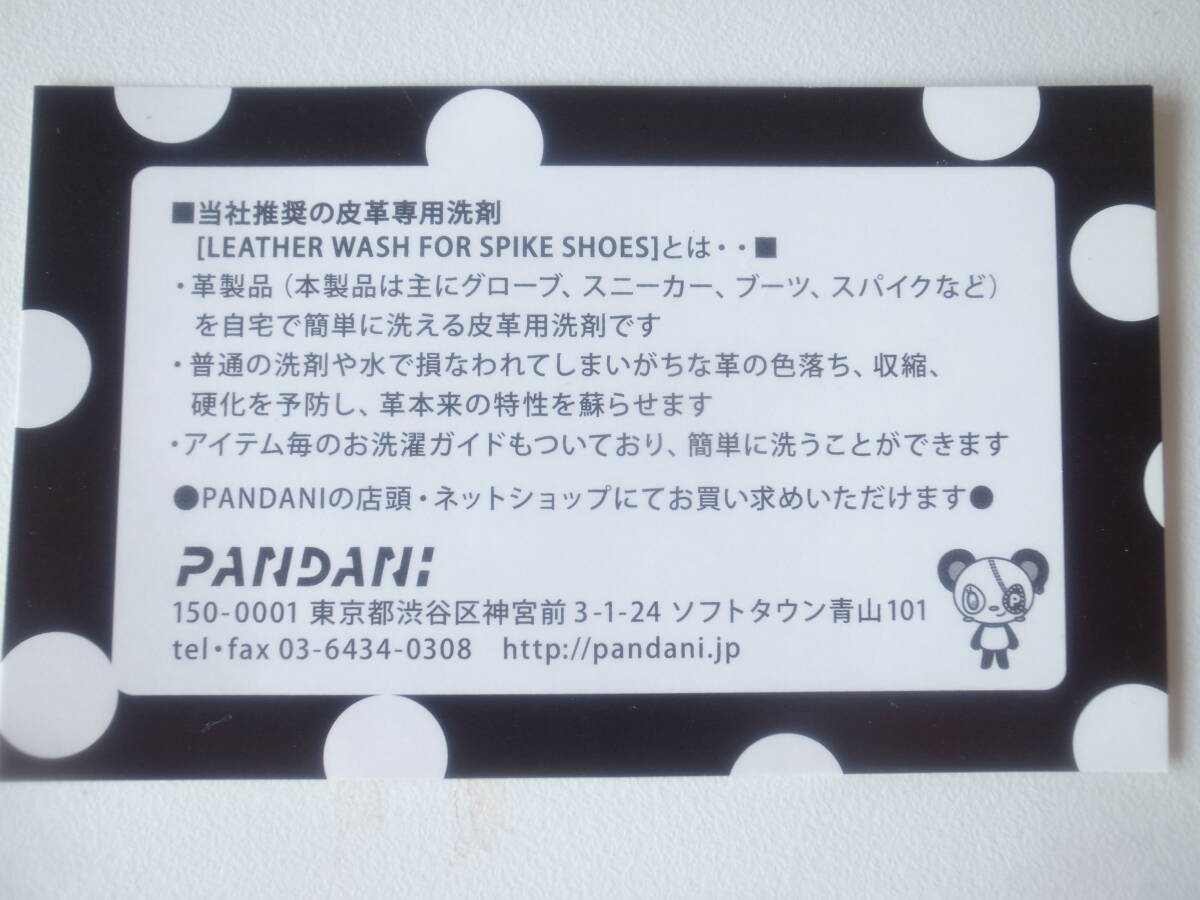 ■当社推奨の皮革専用洗剤
[LEATHER WASH FOR SPIKE SHOES]とは・・■
・革製品（本製品は主にグローブ、スニーカー、ブーツ、スパイクなど）
を自宅で簡単に洗える皮革用洗剤です
・普通の洗剤や水で損なわれてしまいがちな革の色落ち、収縮、
硬化を予防し、革本来の特性を蘇らせます
・アイテム毎のお洗濯ガイドもついており、簡単に洗うことができます
●PANDANIの店頭・ネットショップにてお買い求めいただけます●
PANDANI
150-0001 東京都渋谷区神宮前 3-1-24 ソフトタウン青山101
tel・fax 03-6434-0308 http://pandani.jp